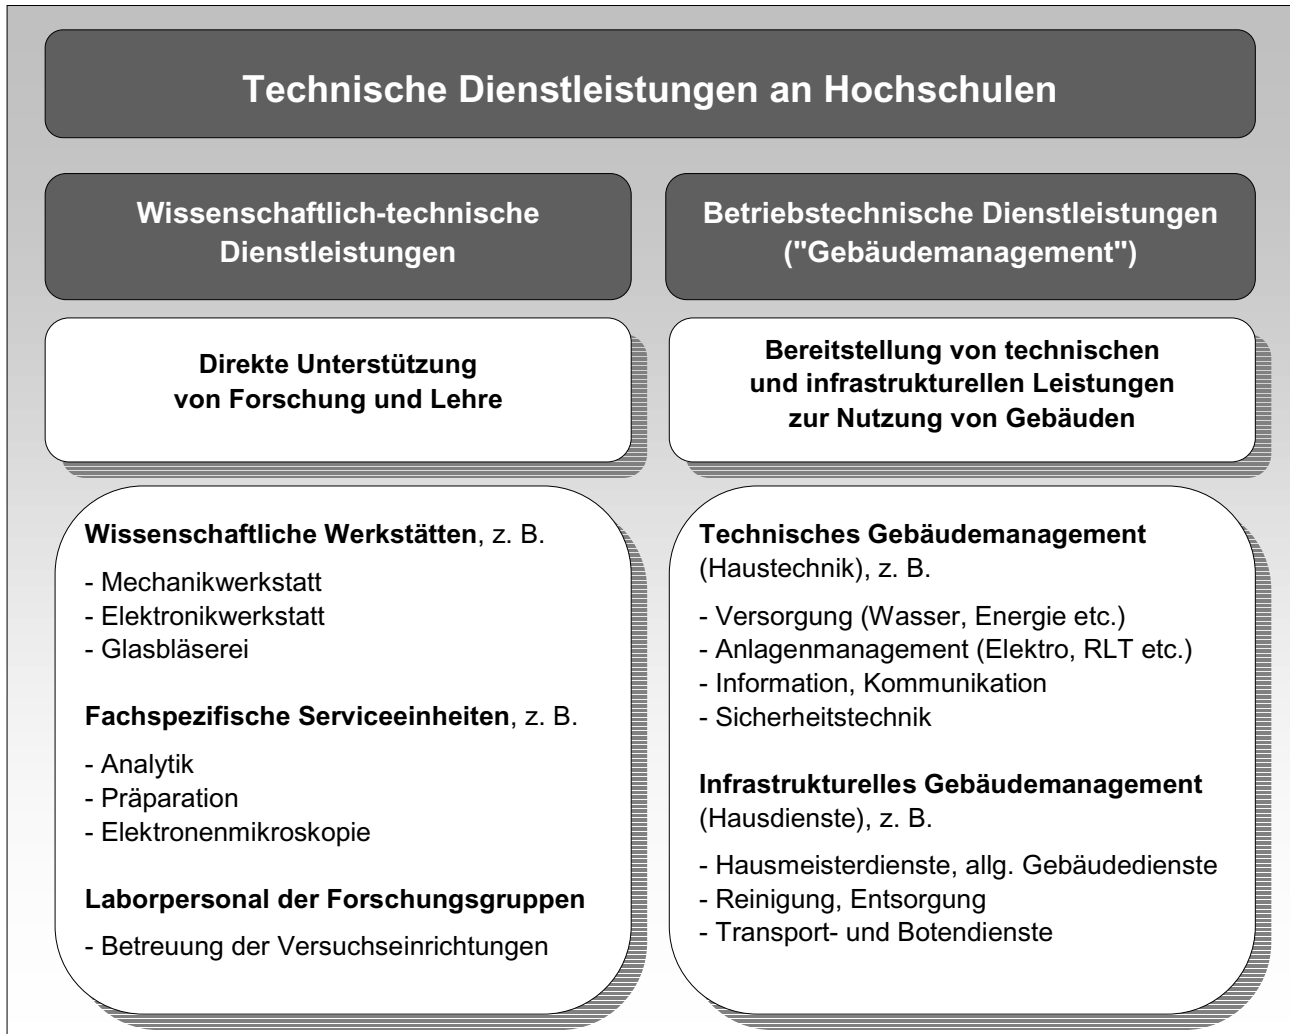 Technische Dienstleistungen an Hochschulen
Wissenschaftlich-technische
Dienstleistungen
Direkte Unterstützung
von Forschung und Lehre
Wissenschaftliche Werkstätten, z. B.
- Mechanikwerkstatt
- Elektronikwerkstatt
- Glasbläserei
Fachspezifische Serviceeinheiten, z. B.
- Analytik
- Präparation
- Elektronenmikroskopie
Laborpersonal der Forschungsgruppen
- Betreuung der Versuchseinrichtungen
Betriebstechnische Dienstleistungen
("Gebäudemanagement")
Bereitstellung von technischen
und infrastrukturellen Leistungen
zur Nutzung von Gebäuden
Technisches Gebäudemanagement
(Haustechnik), z. B.
- Versorgung (Wasser, Energie etc.)
- Anlagenmanagement (Elektro, RLT etc.)
- Information, Kommunikation
- Sicherheitstechnik
Infrastrukturelles Gebäudemanagement
(Hausdienste), z. B.
- Hausmeisterdienste, allg. Gebäudedienste
- Reinigung, Entsorgung
- Transport- und Botendienste